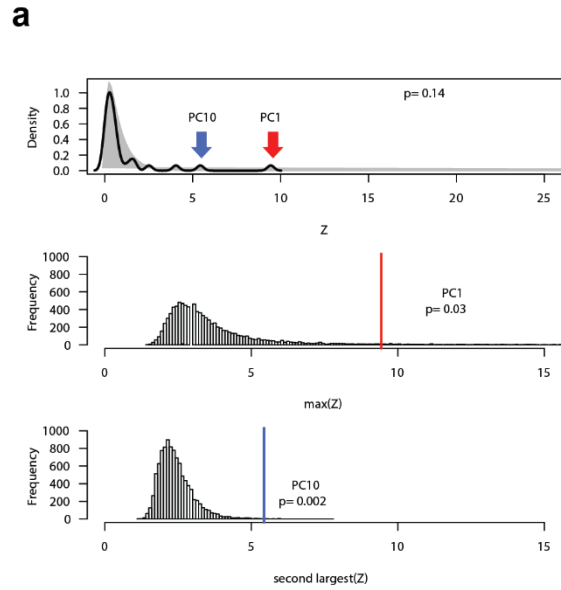 a
p= 0.14
PC10 PC1
Density
1.0
0.8
0.6
0.4
0.2
0.0
0 5 10 15 20 25
Z
Frequency
1000
800
600
400
200
0
PC1
p= 0.03
0 5 10 15
max(Z)
Frequency
1000
800
600
400
200
0
PC10
p= 0.002
0 5 10 15
second largest(Z)